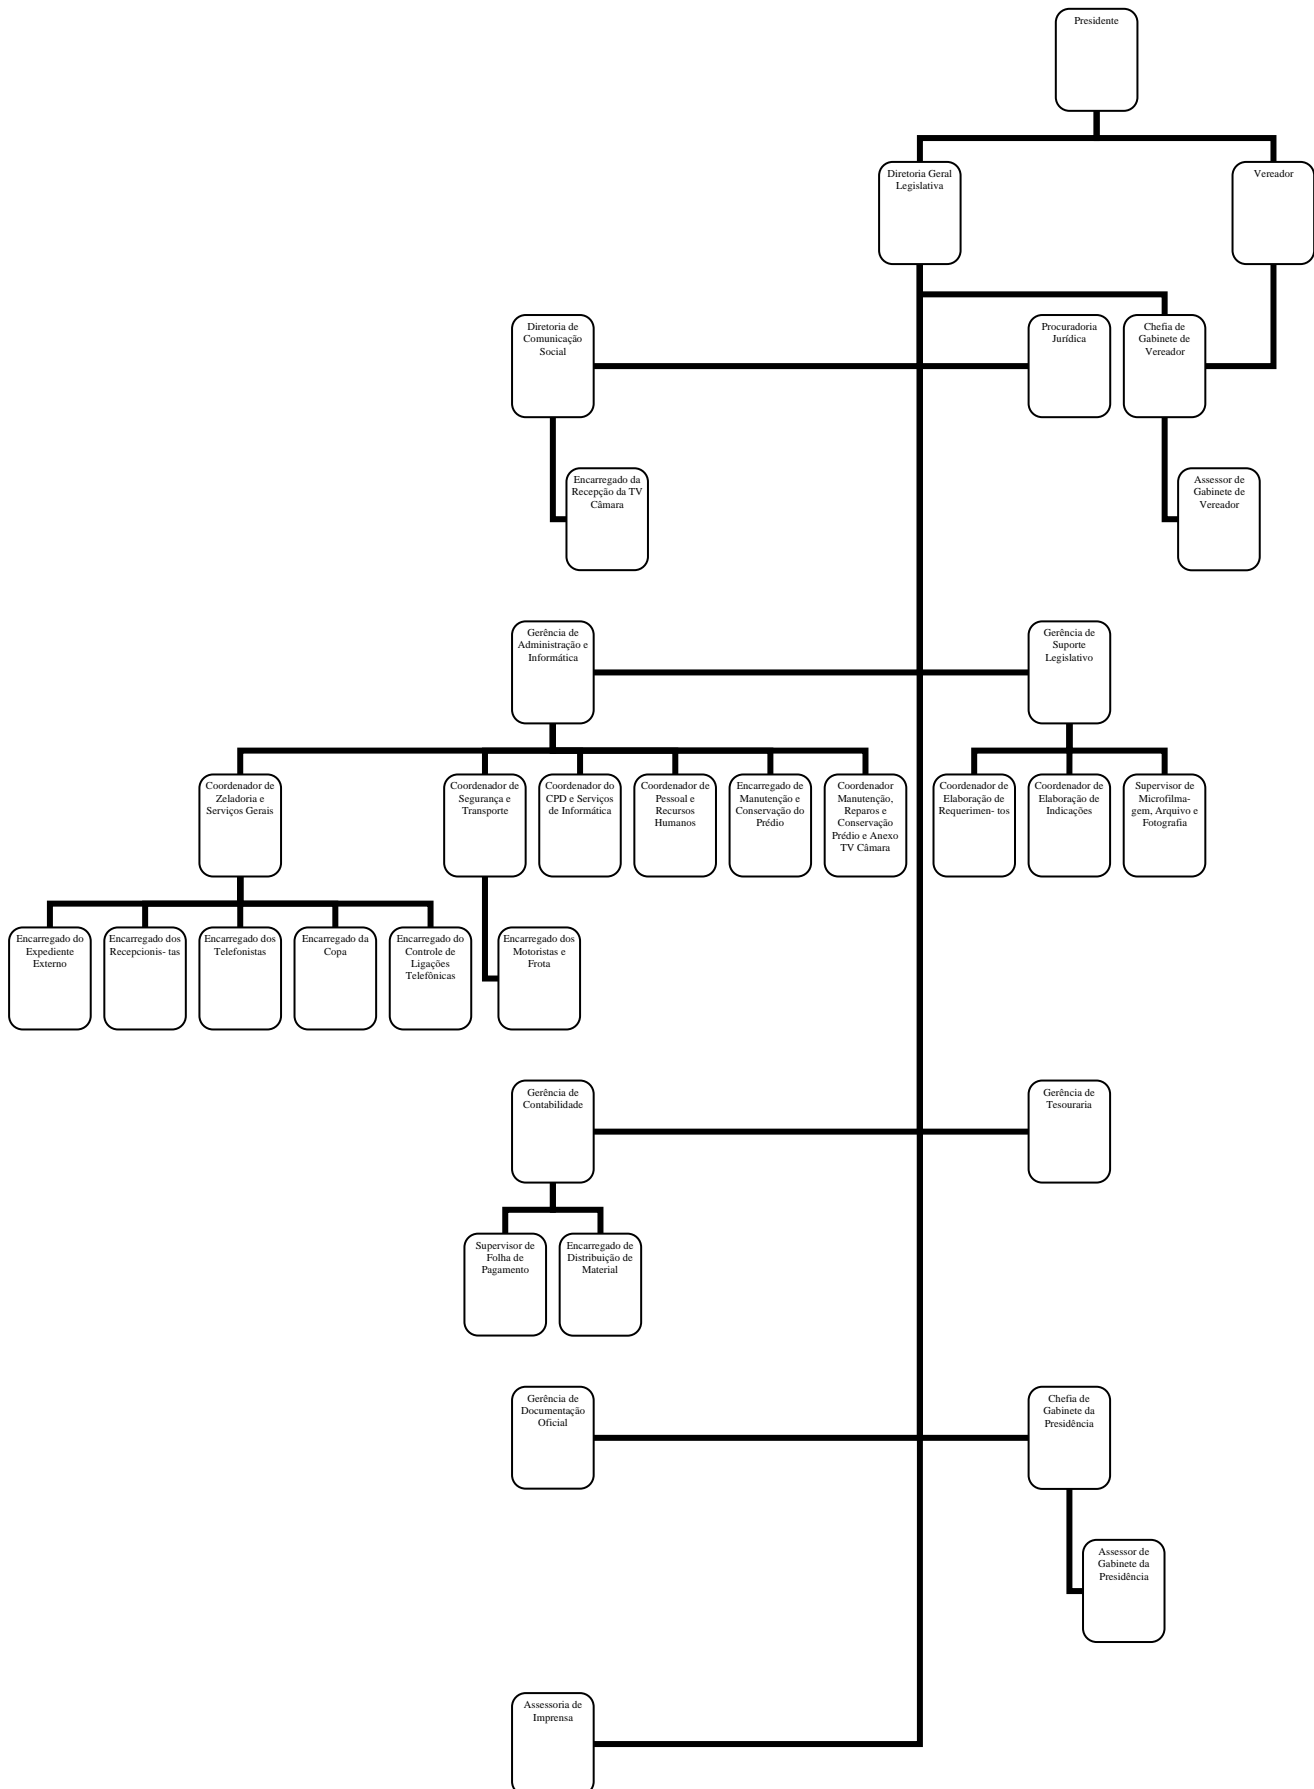 Presidente
Diretoria Geral
Legislativa
Vereador
Diretoria de
Comunicação
Social
Procuradoria
Jurídica
Chefia de
Gabinete de
Vereador
Encarregado da
Recepção da TV
Câmara
Assessor de
Gabinete de
Vereador
Gerência de
Administração e
Informática
Gerência de
Suporte
Legislativo
Coordenador de
Zeladoria e
Serviços Gerais
Coordenador de
Segurança e
Transporte
Coordenador do
CPD e Serviços
de Informática
Coordenador de
Pessoal e
Recursos
Humanos
Encarregado de
Manutenção e
Conservação do
Prédio
Coordenador
Manutenção,
Reparos e
Conservação
Prédio e Anexo
TV Câmara
Coordenador de
Elaboração de
Requerimen- tos
Coordenador de
Elaboração de
Indicações
Supervisor de
Microfilma-
gem, Arquivo e
Fotografia
Encarregado do
Expediente
Externo
Encarregado dos
Recepcionis- tas
Encarregado dos
Telefonistas
Encarregado da
Copa
Encarregado do
Controle de
Ligações
Telefônicas
Encarregado dos
Motoristas e
Frota
Gerência de
Contabilidade
Gerência de
Tesouraria
Supervisor de
Folha de
Pagamento
Encarregado de
Distribuição de
Material
Gerência de
Documentação
Oficial
Chefia de
Gabinete da
Presidência
Assessor de
Gabinete da
Presidência
Assessoria de
Imprensa